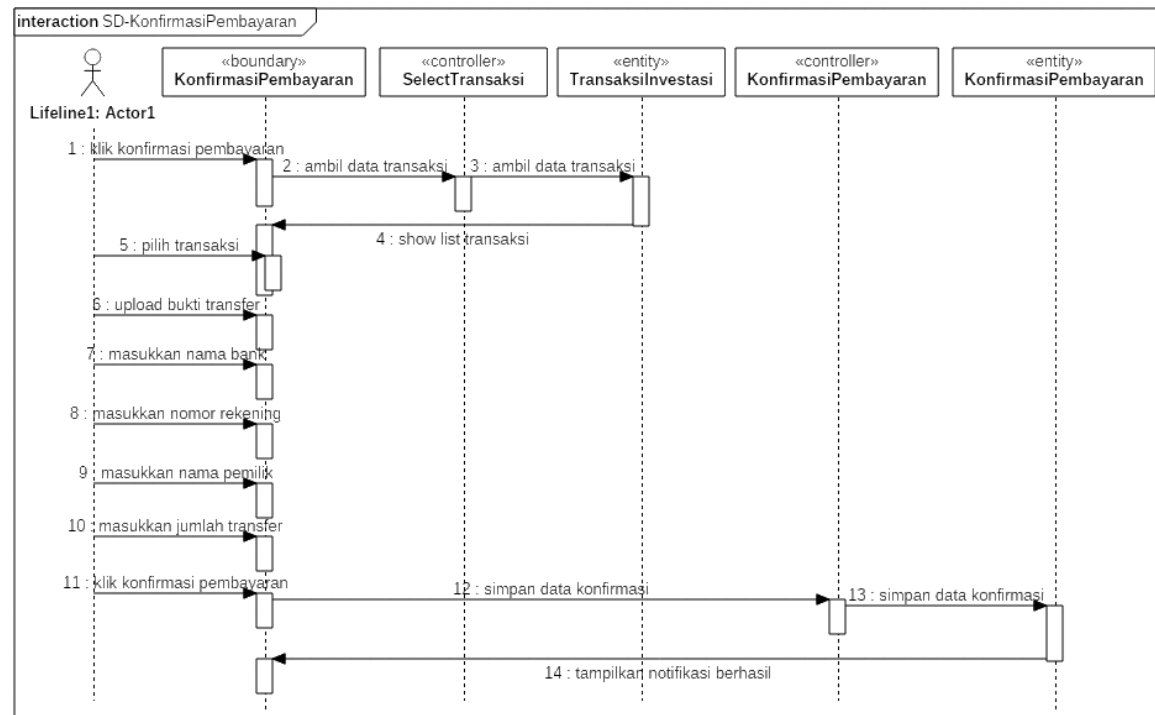 interaction SD-KonfirmasiPembayaran
«boundary»
KonfirmasiPembayaran
«controller»
SelectTransaksi
«entity»
TransaksiInvestasi
«controller»
KonfirmasiPembayaran
«entity»
KonfirmasiPembayaran
Lifeline1: Actor1
1 : klik konfirmasi pembayaran
2 : ambil data transaksi
3 : ambil data transaksi
4 : show list transaksi
5 : pilih transaksi
6 : upload bukti transfer
7 : masukkan nama bank
8 : masukkan nomor rekening
9 : masukkan nama pemilik
10 : masukkan jumlah transfer
11 : klik konfirmasi pembayaran
12 : simpan data konfirmasi
13 : simpan data konfirmasi
14 : tampilkan notifikasi berhasil